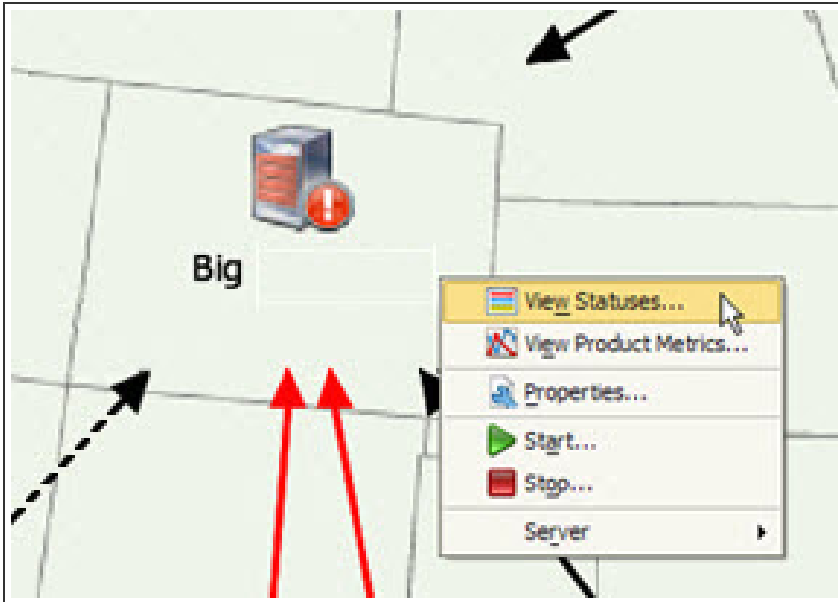 Big
View Statuses...
View Product Metrics...
Properties...
Start...
Stop...
Server